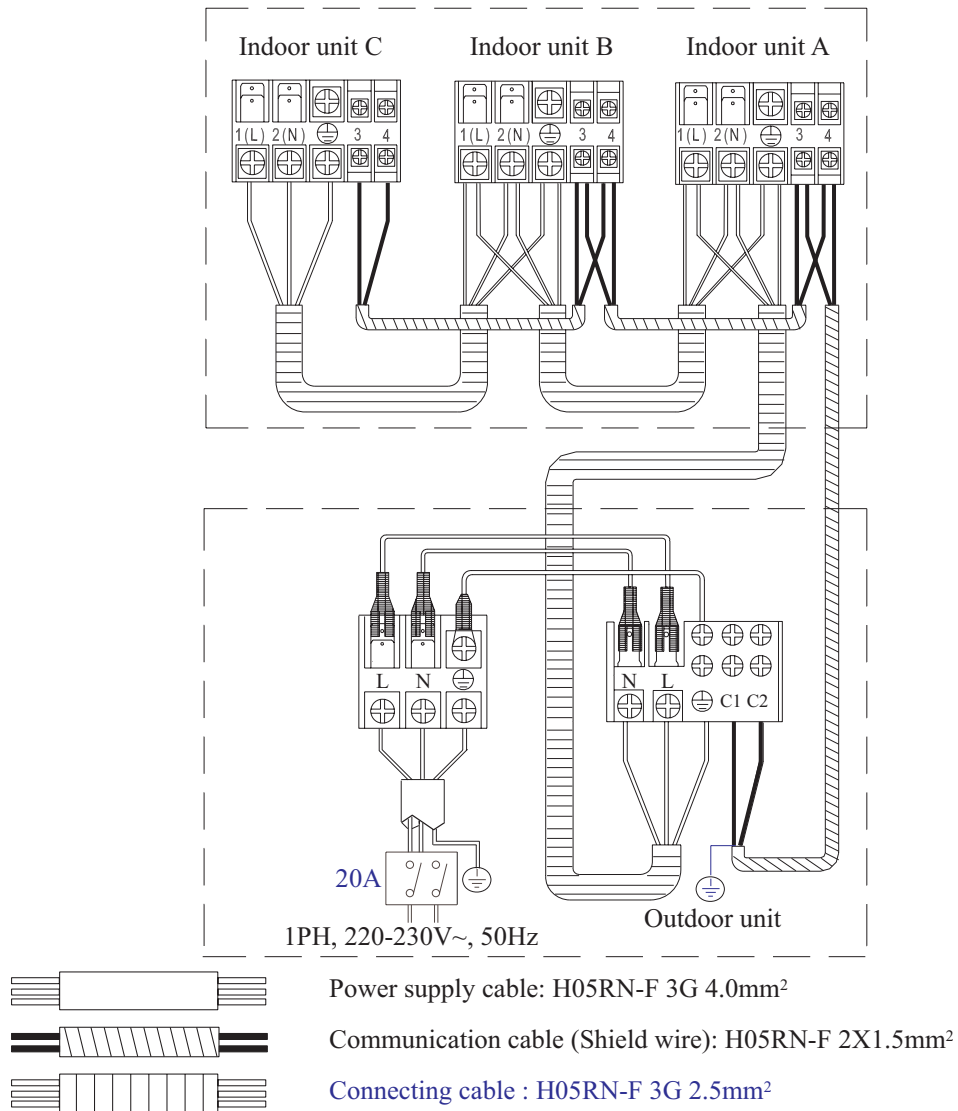 Indoor unit C Indoor unit B Indoor unit A
1(L) 2(N) 3 4 1(L) 2(N) 3 4 1(L) 2(N) 3 4
L N N L C1 C2
20A
Outdoor unit
1PH, 220-230V~, 50Hz
Power supply cable: H05RN-F 3G 4.0mm²
Communication cable (Shield wire): H05RN-F 2X1.5mm²
Connecting cable : H05RN-F 3G 2.5mm²